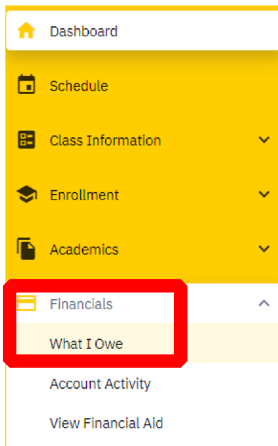 Dashboard
Schedule
Class Information
Enrollment
Academics
Financials
What I Owe
Account Activity
View Financial Aid